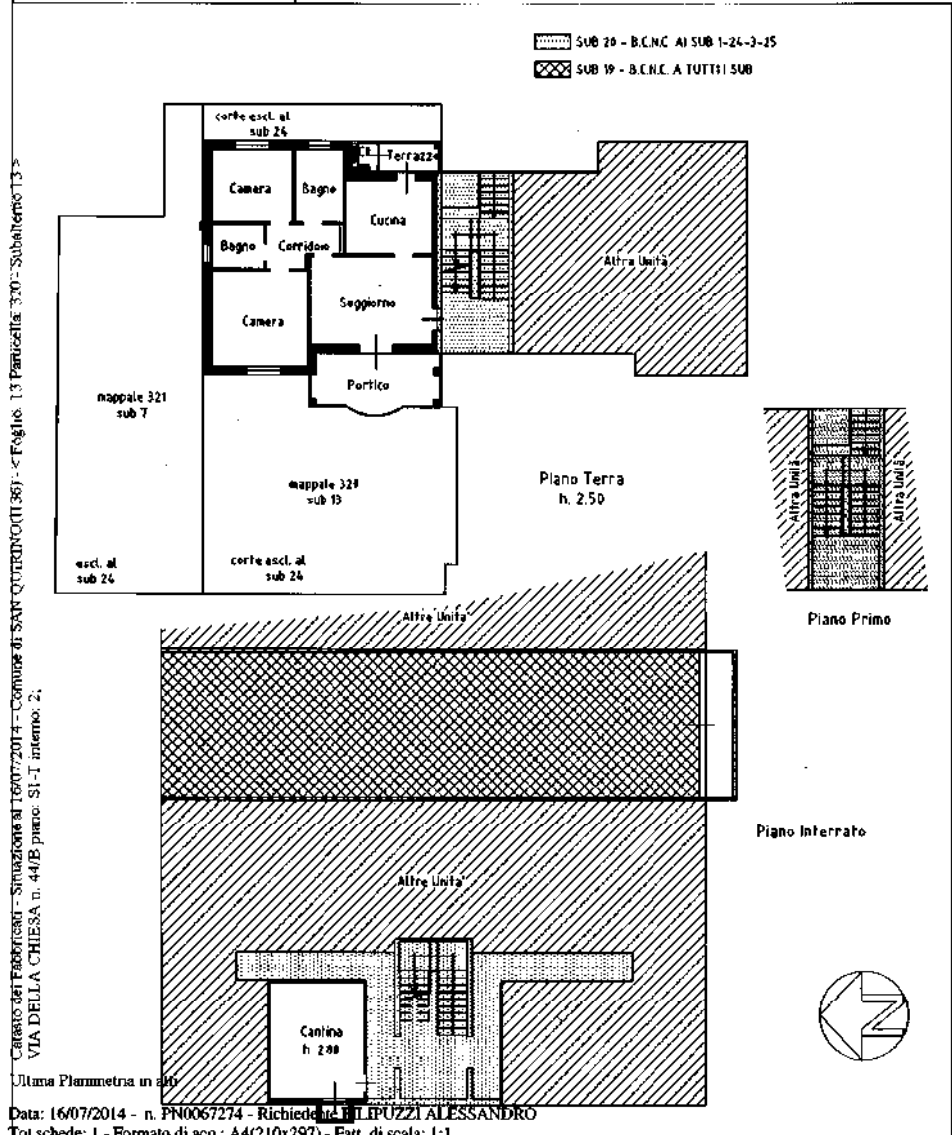 SUB 20 - B.C.N.C AI SUB 1-24-3-25
SUB 19 - B.C.N.C. A TUTTI I SUB
corte escl. al
sub 24
Terrazzo
Camera
Bagno
Cucina
Bagno
Corridoio
Altra Unità
Camera
Soggiorno
Portico
mappale 321
sub 7
mappale 320
sub 13
Piano Terra
h. 2.50
Altra Unità
Altra Unità
escl. al
sub 24
corte escl. al
sub 24
Piano Primo
Altre Unita'
Piano Interrato
Altre Unita'
Cantina
h 2.80
Catasto dei Fabbricati - Situazione al 16/07/2014 - Comune di SAN QUIRINO(I136) - < Foglio: 13 Particella: 320 - Subalterno 13 >
VIA DELLA CHIESA n. 44/B piano: S1-T interno: 2;
Ultima Planimetria in atti
Data: 16/07/2014 - n. PN0067274 - Richiedente FILIPUZZI ALESSANDRO
Tot.schede: 1 - Formato di acq.: A4(210x297) - Fatt. di scala: 1:1